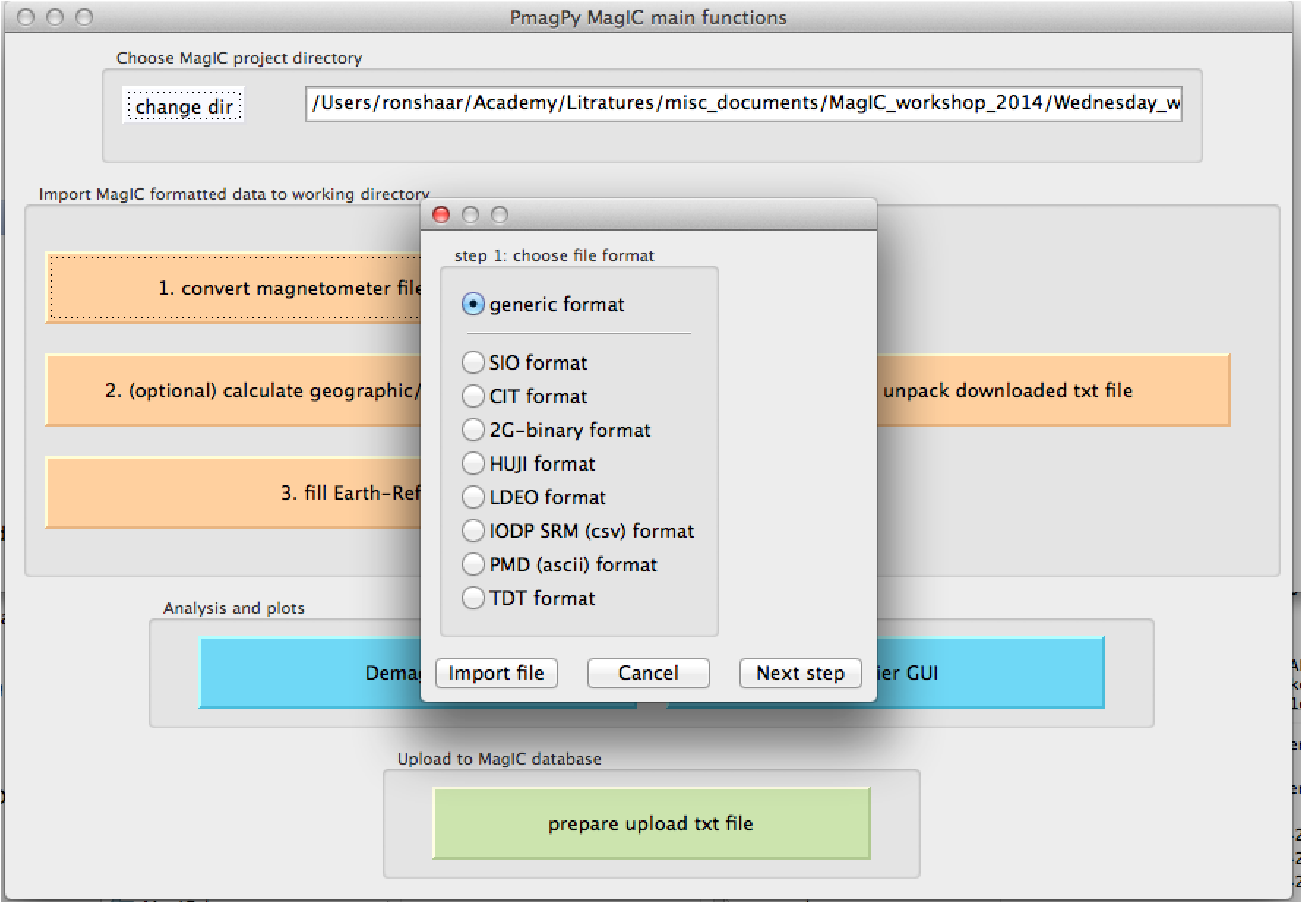 PmagPy MagIC main functions
Choose MagIC project directory
change dir
/Users/ronshaar/Academy/Litratures/misc_documents/MagIC_workshop_2014/Wednesday_w
Import MagIC formatted data to working directory
1. convert magnetometer file
2. (optional) calculate geographic/
unpack downloaded txt file
3. fill Earth-Ref
step 1: choose file format
generic format
SIO format
CIT format
2G-binary format
HUJI format
LDEO format
IODP SRM (csv) format
PMD (ascii) format
TDT format
Import file
Cancel
Next step
Analysis and plots
Demag
ier GUI
Upload to MagIC database
prepare upload txt file